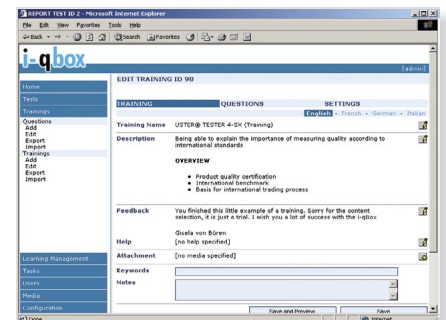 REPORT TEST ID 2 - Microsoft Internet Explorer
File Edit View Favorites Tools Help
Back Search Favorites
i-qbox
[admin]
EDIT TRAINING ID 90
Home
Tests
Trainings
Questions
Add
Edit
Export
Import
Trainings
Add
Edit
Export
Import
Learning Management
Tasks
Users
Media
Configuration
TRAINING QUESTIONS SETTINGS
English - French - German - Italian
Training Name USTER® TESTER 4-SX (Training)
Description Being able to explain the importance of measuring quality according to
international standards
OVERVIEW
• Product quality certification
• International benchmark
• Basis for international trading process
Feedback You finished this little example of a training. Sorry for the content
selection, it is just a trial. I wish you a lot of success with the i-qbox
Gisela von Büren
Help [no help specified]
Attachment [no media specified]
Keywords
Notes
Save and Preview Save
Done Internet